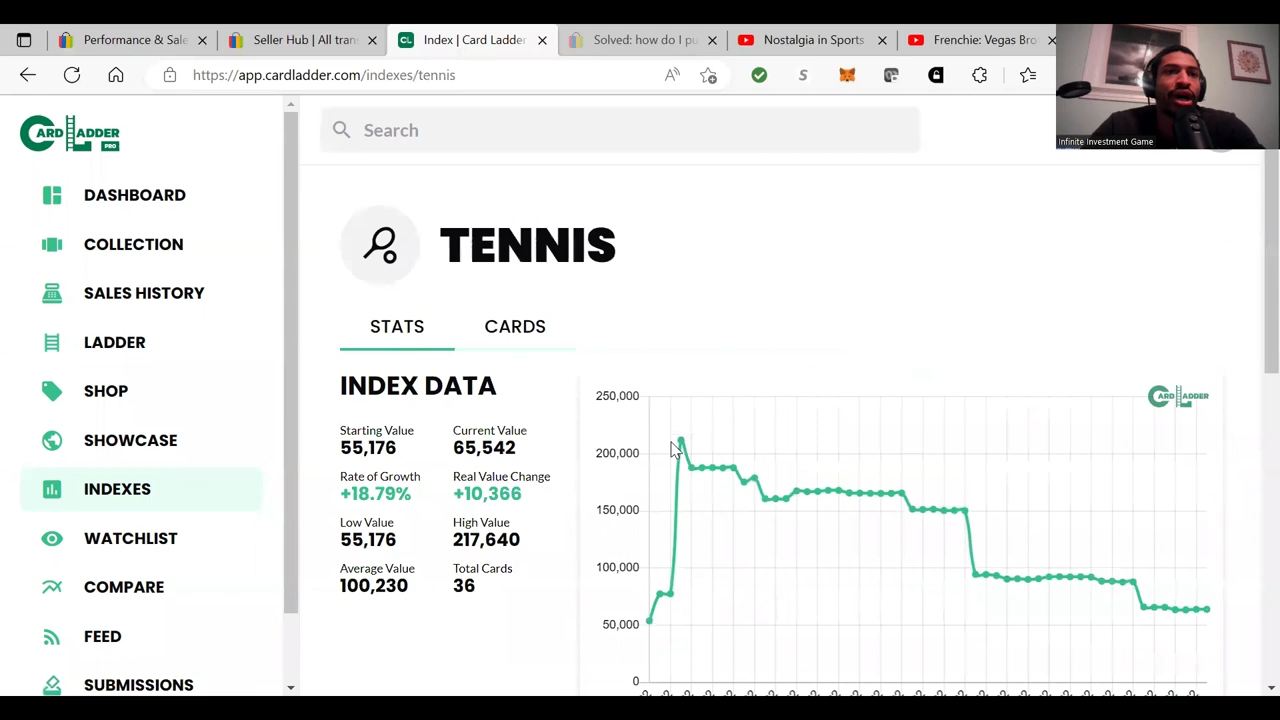 Performance & Sale
Seller Hub | All tran
Index | Card Ladder
Solved: how do I pu
Nostalgia in Sports
Frenchie: Vegas Bro
https://app.cardladder.com/indexes/tennis
Infinite Investment Game
CARD LADDER
PRO
Search
DASHBOARD
COLLECTION
SALES HISTORY
LADDER
SHOP
SHOWCASE
INDEXES
WATCHLIST
COMPARE
FEED
SUBMISSIONS
TENNIS
STATS
CARDS
INDEX DATA
Starting Value
55,176
Current Value
65,542
Rate of Growth
+18.79%
Real Value Change
+10,366
Low Value
55,176
High Value
217,640
Average Value
100,230
Total Cards
36
CARD LADDER
250,000
200,000
150,000
100,000
50,000
0